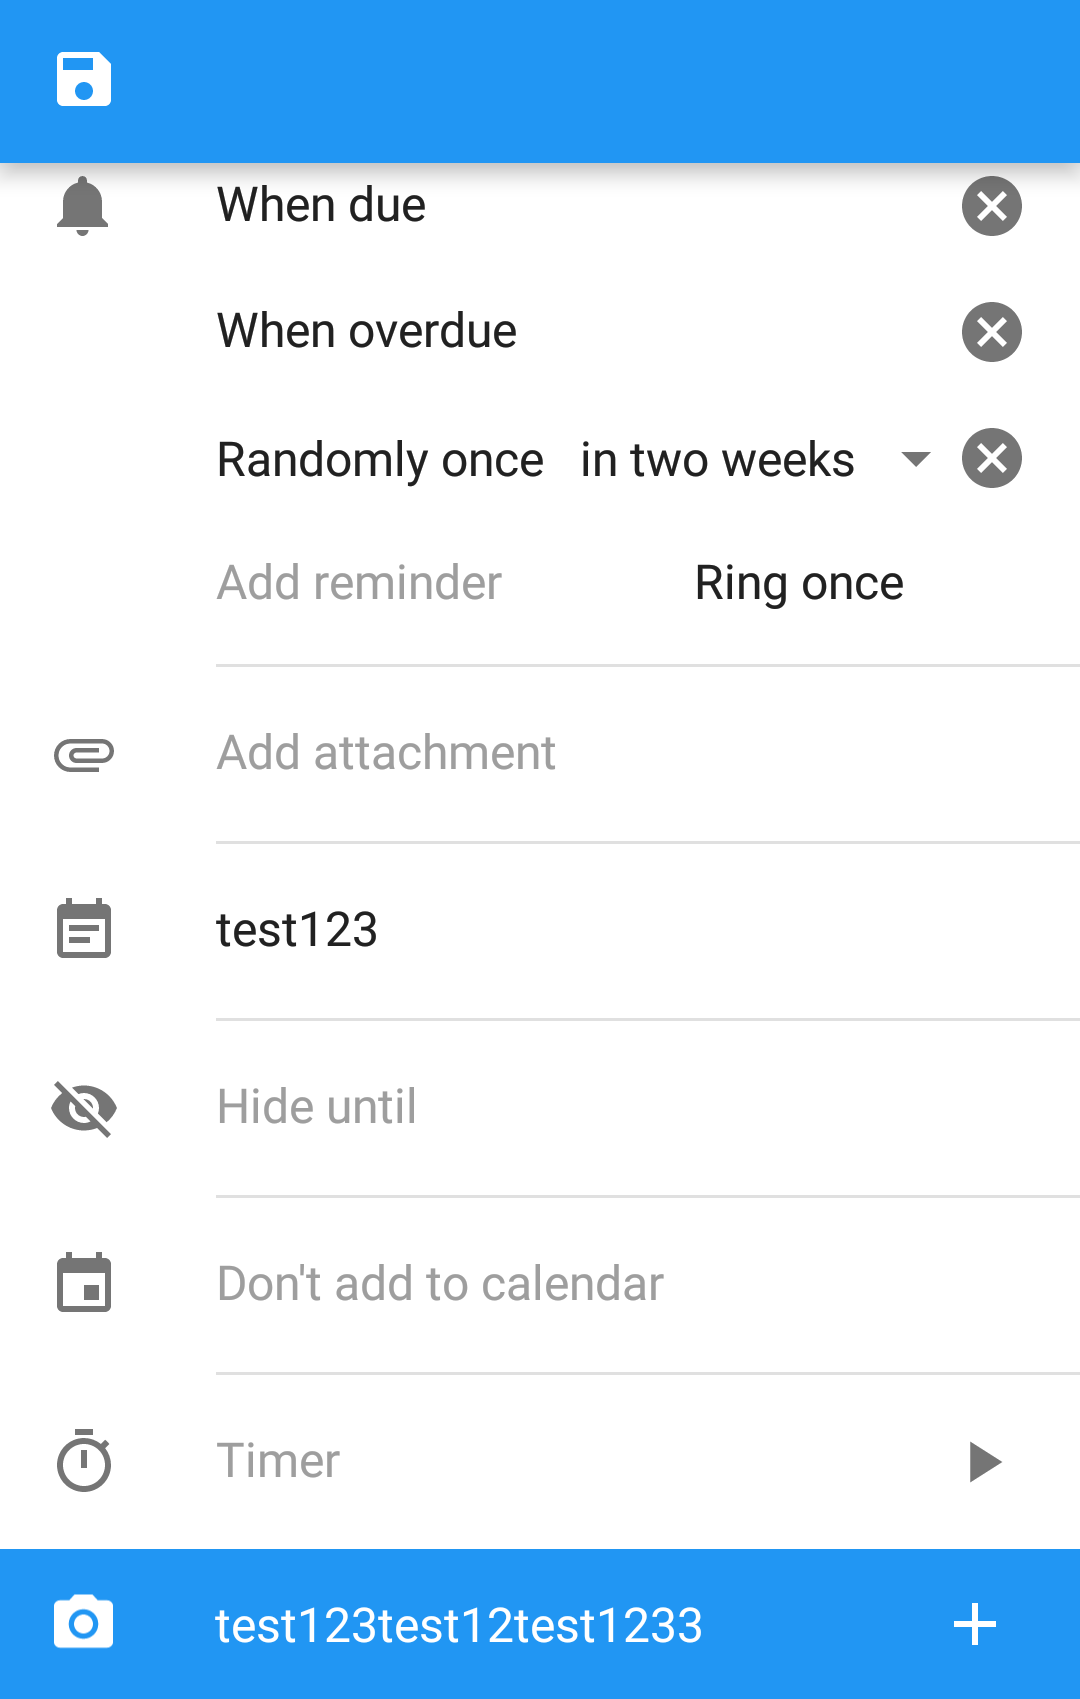 When due
When overdue
Randomly once in two weeks
Add reminder Ring once
Add attachment
test123
Hide until
Don't add to calendar
Timer
test123test12test1233